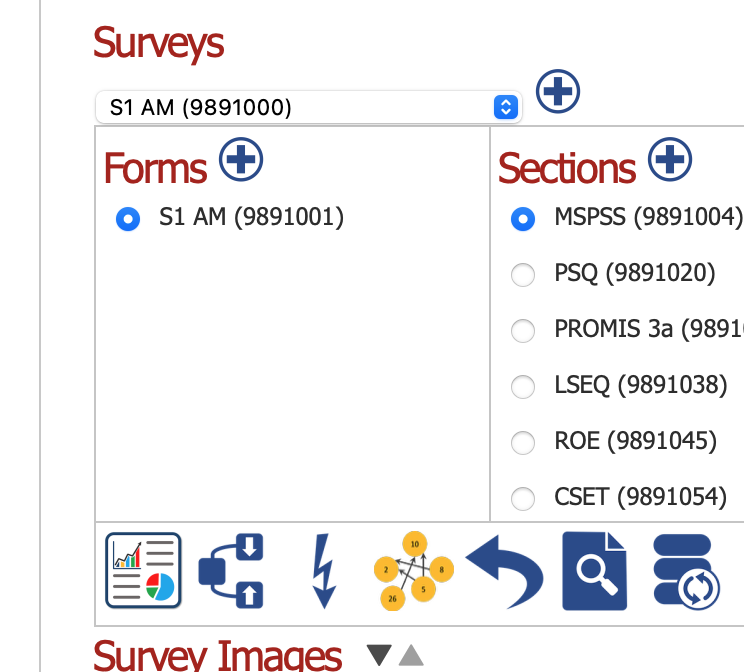 Surveys
S1 AM (9891000)
Forms
S1 AM (9891001)
Sections
MSPSS (9891004)
PSQ (9891020)
PROMIS 3a (9891
LSEQ (9891038)
ROE (9891045)
CSET (9891054)
10
2
8
5
26
Survey Images